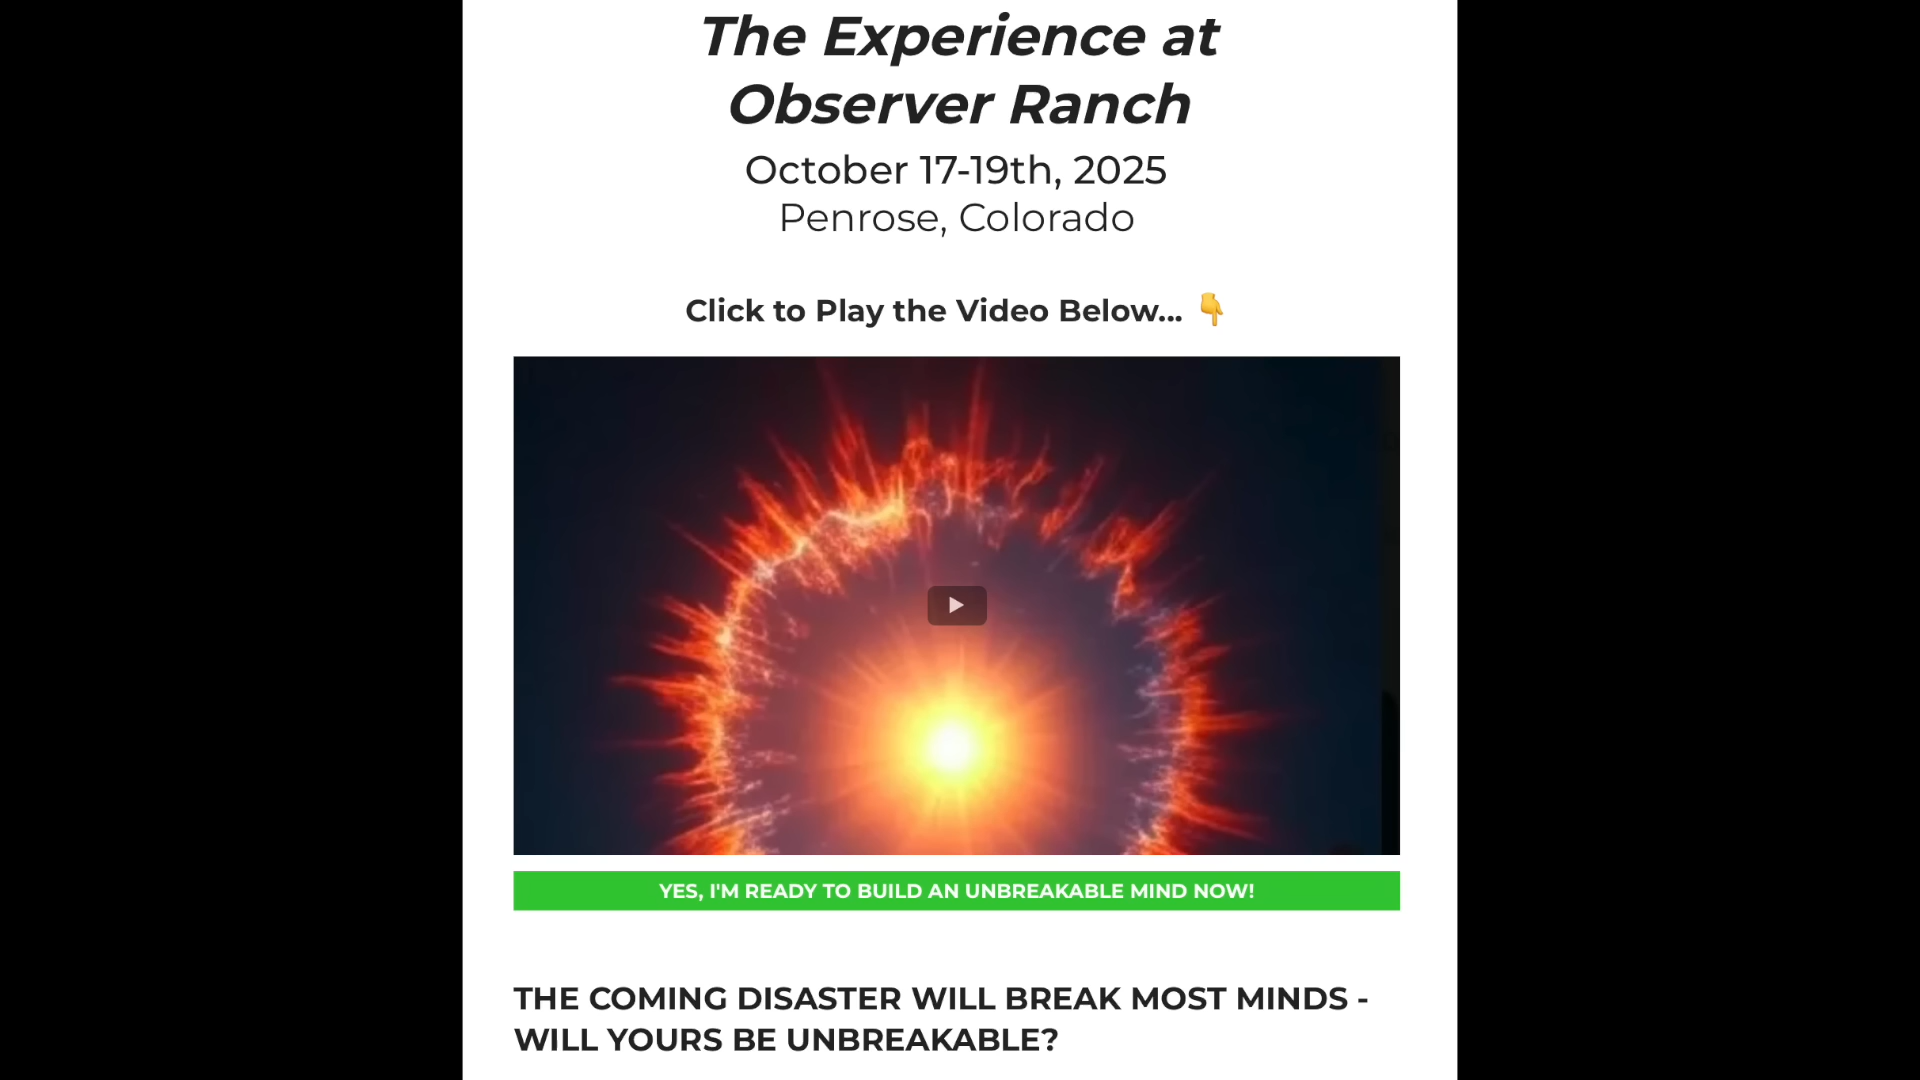 The Experience at
Observer Ranch
October 17-19th, 2025
Penrose, Colorado
Click to Play the Video Below... 👇
YES, I'M READY TO BUILD AN UNBREAKABLE MIND NOW!
THE COMING DISASTER WILL BREAK MOST MINDS -
WILL YOURS BE UNBREAKABLE?